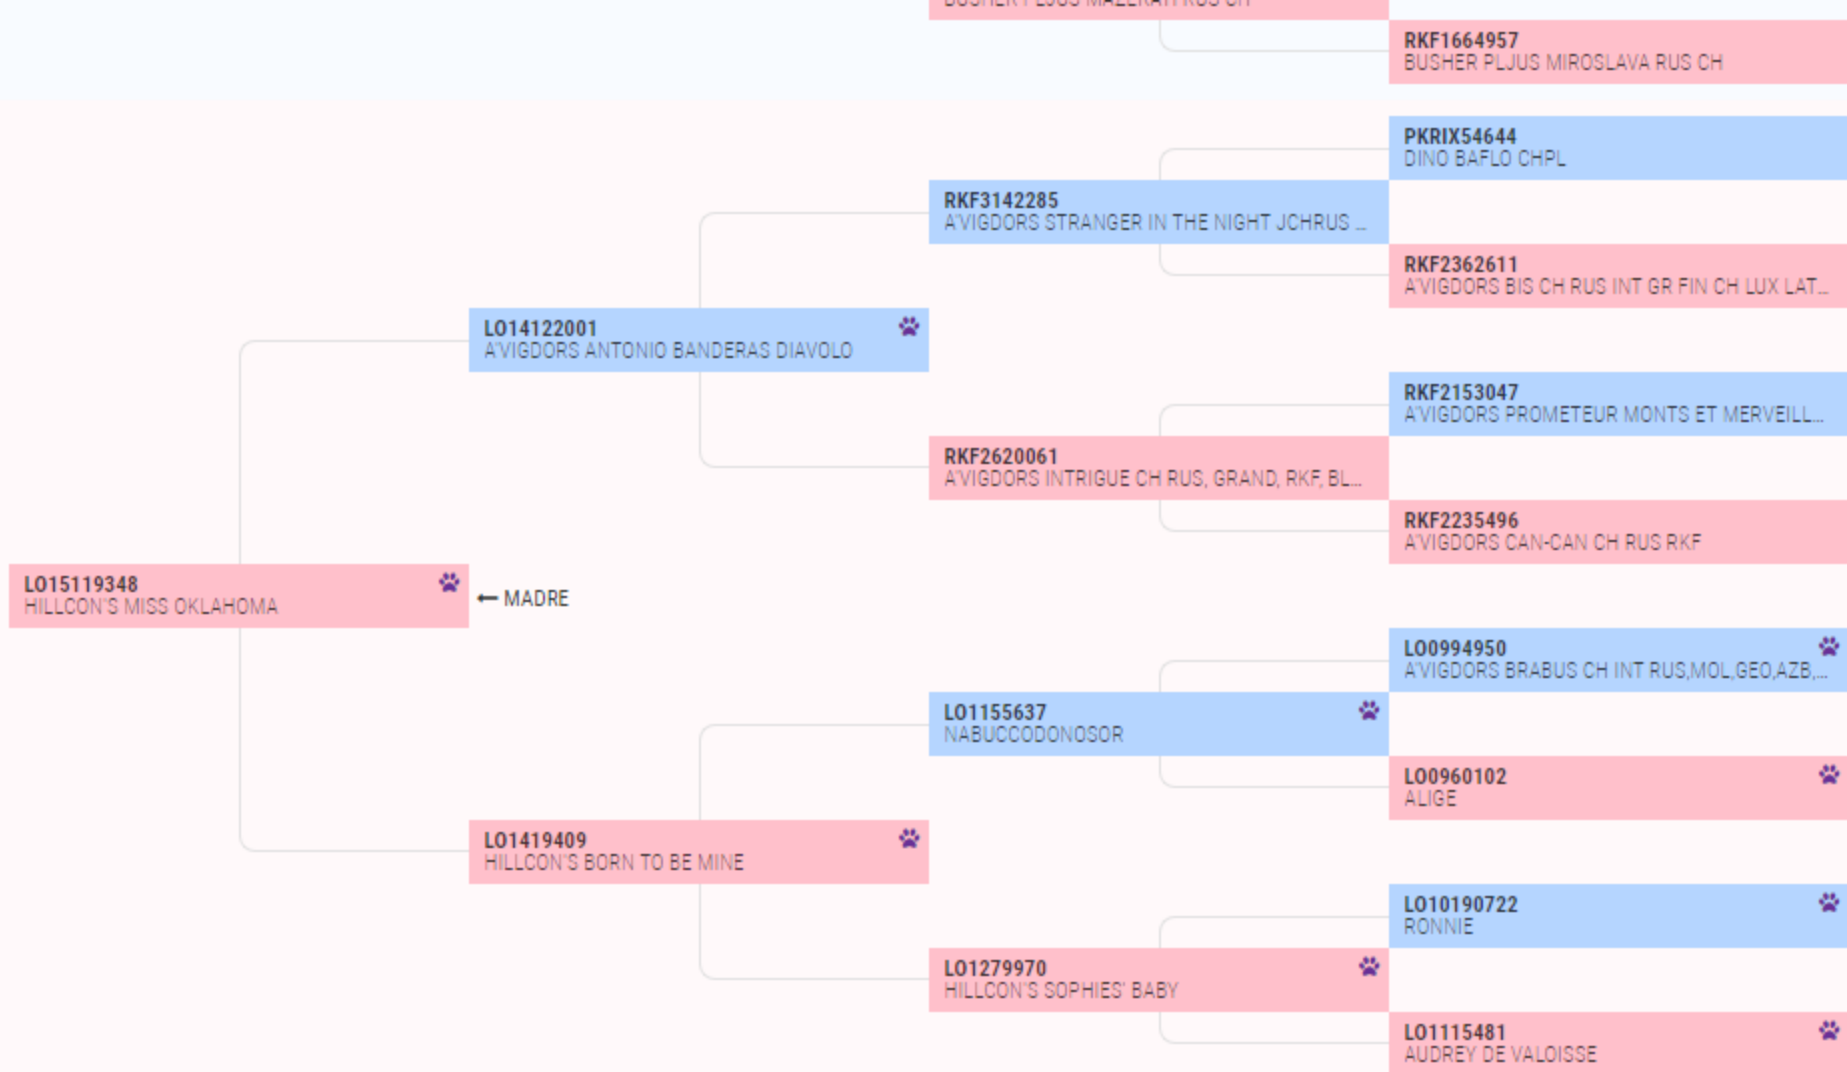 RKF1664957
BUSHER PLJUS MIROSLAVA RUS CH
PKRIX54644
DINO BAFLO CHPL
RKF3142285
A'VIGDORS STRANGER IN THE NIGHT JCHRUS ...
RKF2362611
A'VIGDORS BIS CH RUS INT GR FIN CH LUX LAT...
LO14122001
A'VIGDORS ANTONIO BANDERAS DIAVOLO
RKF2153047
A'VIGDORS PROMETEUR MONTS ET MERVEILL...
RKF2620061
A'VIGDORS INTRIGUE CH RUS, GRAND, RKF, BL...
RKF2235496
A'VIGDORS CAN-CAN CH RUS RKF
LO15119348
HILLCON'S MISS OKLAHOMA
← MADRE
LO0994950
A'VIGDORS BRABUS CH INT RUS,MOL,GEO,AZB,...
LO1155637
NABUCCODONOSOR
LO0960102
ALIGE
LO1419409
HILLCON'S BORN TO BE MINE
LO10190722
RONNIE
LO1279970
HILLCON'S SOPHIES' BABY
LO1115481
AUDREY DE VALOISSE